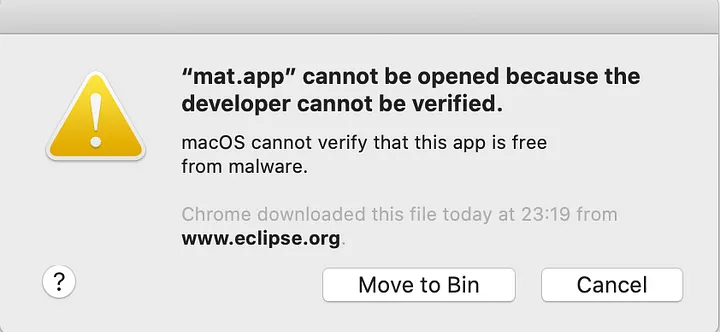 “mat.app” cannot be opened because the
developer cannot be verified.
macOS cannot verify that this app is free
from malware.
Chrome downloaded this file today at 23:19 from
www.eclipse.org.
?
Move to Bin
Cancel